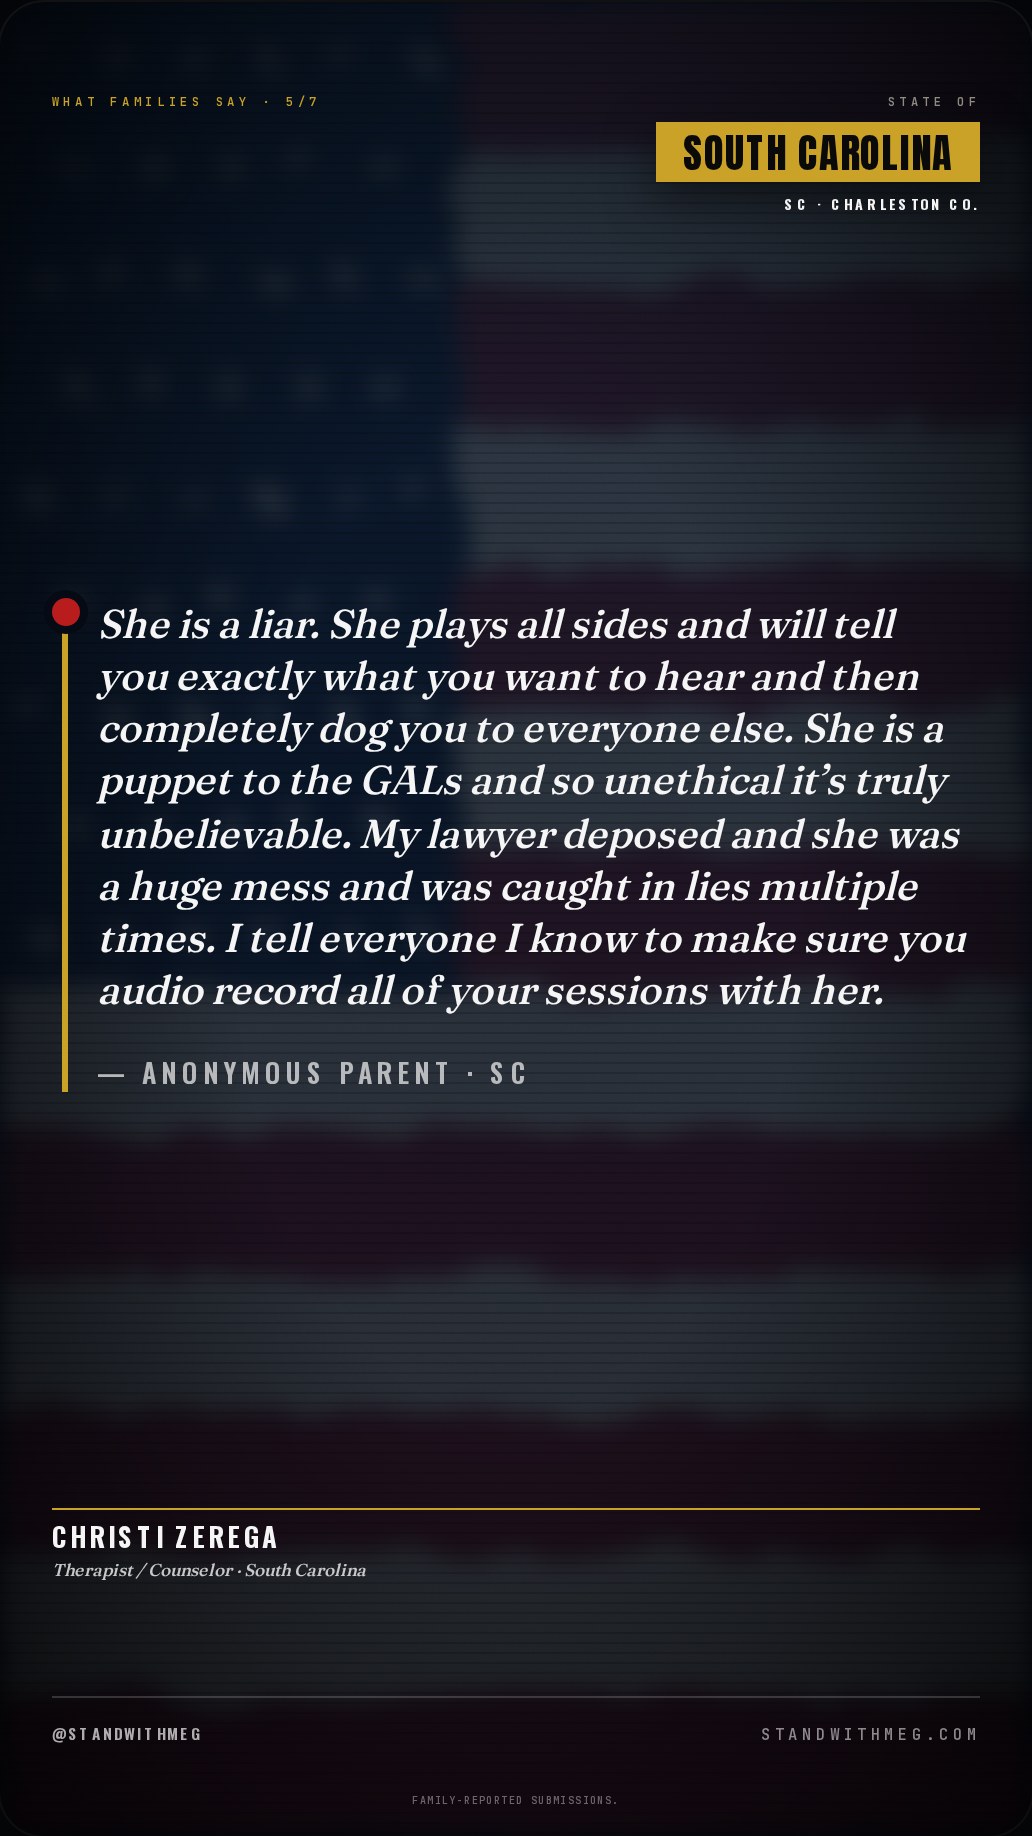 WHAT FAMILIES SAY · 5/7
STATE OF
SOUTH CAROLINA
SC · CHARLESTON CO.
She is a liar. She plays all sides and will tell
you exactly what you want to hear and then
completely dog you to everyone else. She is a
puppet to the GALs and so unethical it’s truly
unbelievable. My lawyer deposed and she was
a huge mess and was caught in lies multiple
times. I tell everyone I know to make sure you
audio record all of your sessions with her.
— ANONYMOUS PARENT · SC
CHRISTI ZEREGA
Therapist / Counselor · South Carolina
@STANDWITHMEG
STANDWITHMEG.COM
FAMILY-REPORTED SUBMISSIONS.